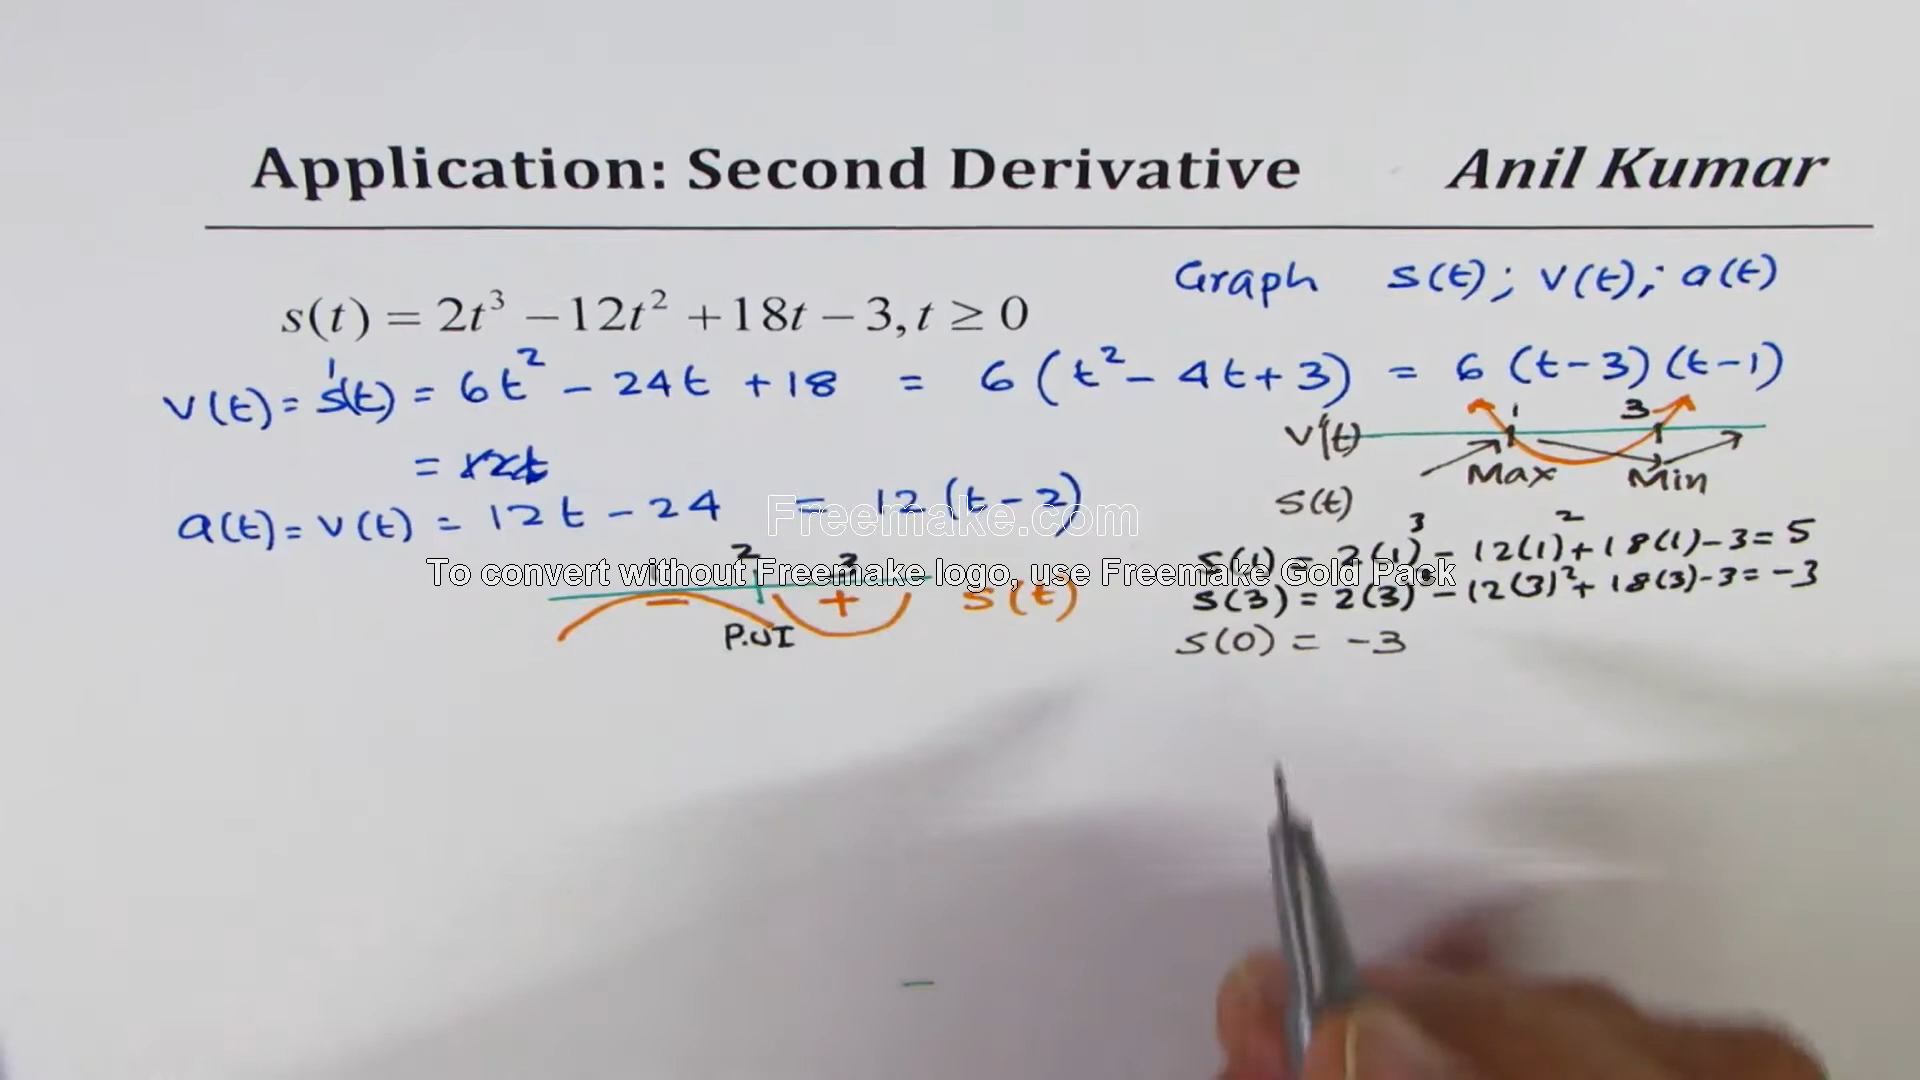 Application: Second Derivative Anil Kumar
Graph s(t); v(t); a(t)
s(t) = 2t³ − 12t² + 18t − 3, t ≥ 0
v(t) = s'(t) = 6t² − 24t + 18 = 6(t² − 4t + 3) = 6(t − 3)(t − 1)
1 3
v'(t)
=
Max Min
s(t)
a(t) = v(t) = 12t − 24 = 12(t − 2)
Freemake.com
2 3
s(1) = 2(1)³ − 12(1)² + 18(1) − 3 = 5
To convert without Freemake logo, use Freemake Gold Pack
− + s(t)
s(3) = 2(3)³ − 12(3)² + 18(3) − 3 = −3
P.OI
s(0) = −3